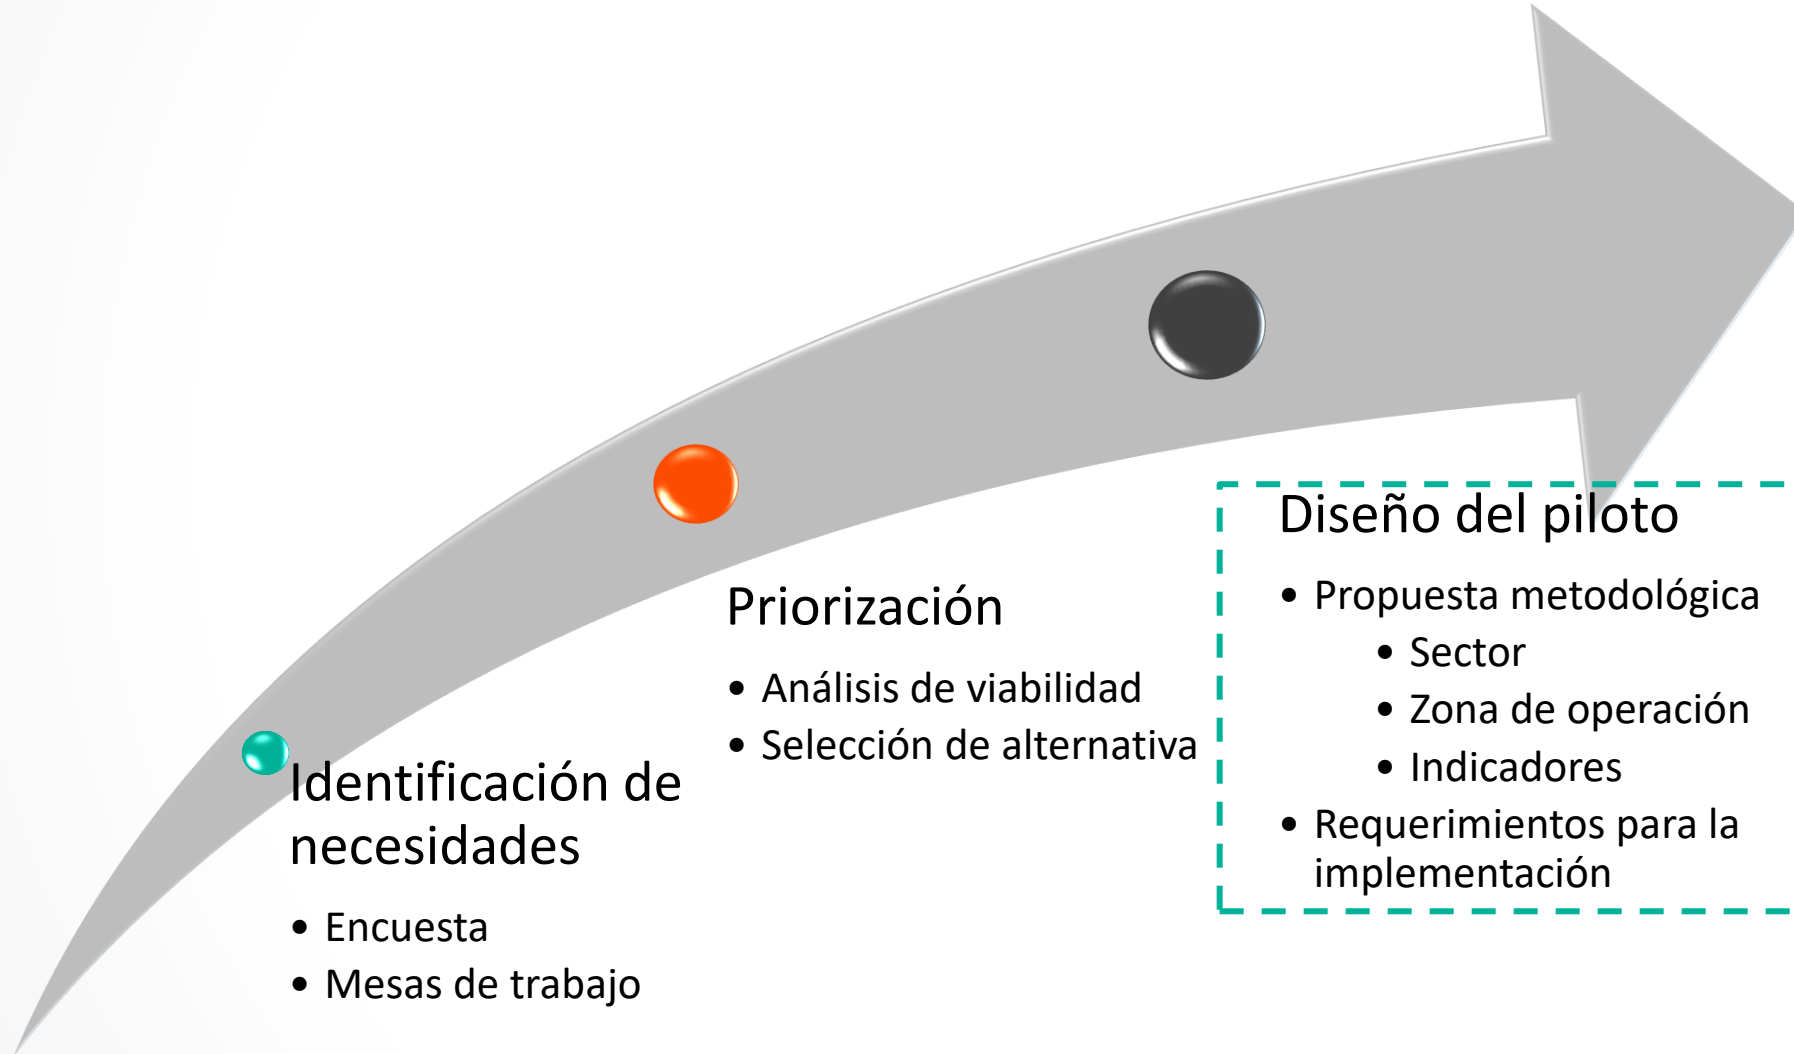 Identificación de
necesidades
• Encuesta
• Mesas de trabajo
Priorización
• Análisis de viabilidad
• Selección de alternativa
Diseño del piloto
• Propuesta metodológica
• Sector
• Zona de operación
• Indicadores
• Requerimientos para la
implementación